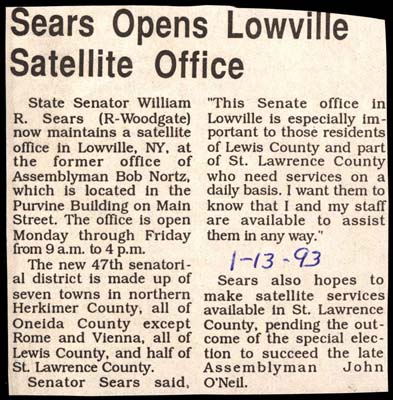 Sears Opens Lowville
Satellite Office
State Senator William
R. Sears (R-Woodgate)
now maintains a satellite
office in Lowville, NY, at
the former office of
Assemblyman Bob Nortz,
which is located in the
Purvine Building on Main
Street. The office is open
Monday through Friday
from 9 a.m. to 4 p.m.
The new 47th senatori-
al district is made up of
seven towns in northern
Herkimer County, all of
Oneida County except
Rome and Vienna, all of
Lewis County, and half of
St. Lawrence County.
Senator Sears said,
"This Senate office in
Lowville is especially im-
portant to those residents
of Lewis County and part
of St. Lawrence County
who need services on a
daily basis. I want them to
know that I and my staff
are available to assist
them in any way."
1-13-93
Sears also hopes to
make satellite services
available in St. Lawrence
County, pending the out-
come of the special elec-
tion to succeed the late
Assemblyman John
O'Neil.